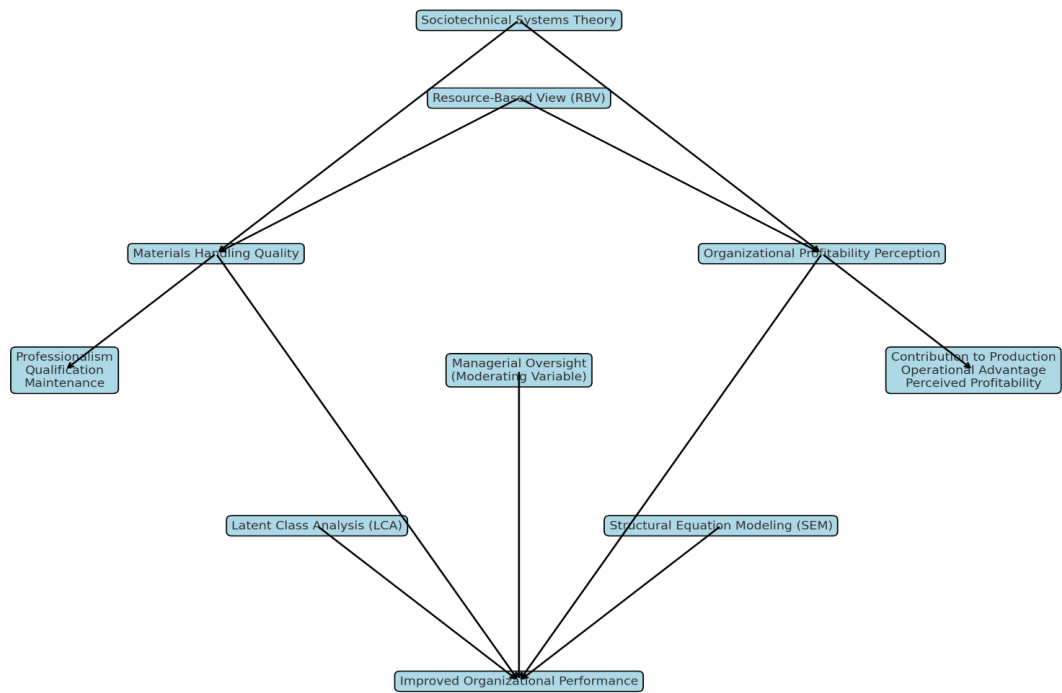 Sociotechnical Systems Theory
Resource-Based View (RBV)
Materials Handling Quality
Organizational Profitability Perception
Professionalism
Qualification
Maintenance
Managerial Oversight
(Moderating Variable)
Contribution to Production
Operational Advantage
Perceived Profitability
Latent Class Analysis (LCA)
Structural Equation Modeling (SEM)
Improved Organizational Performance